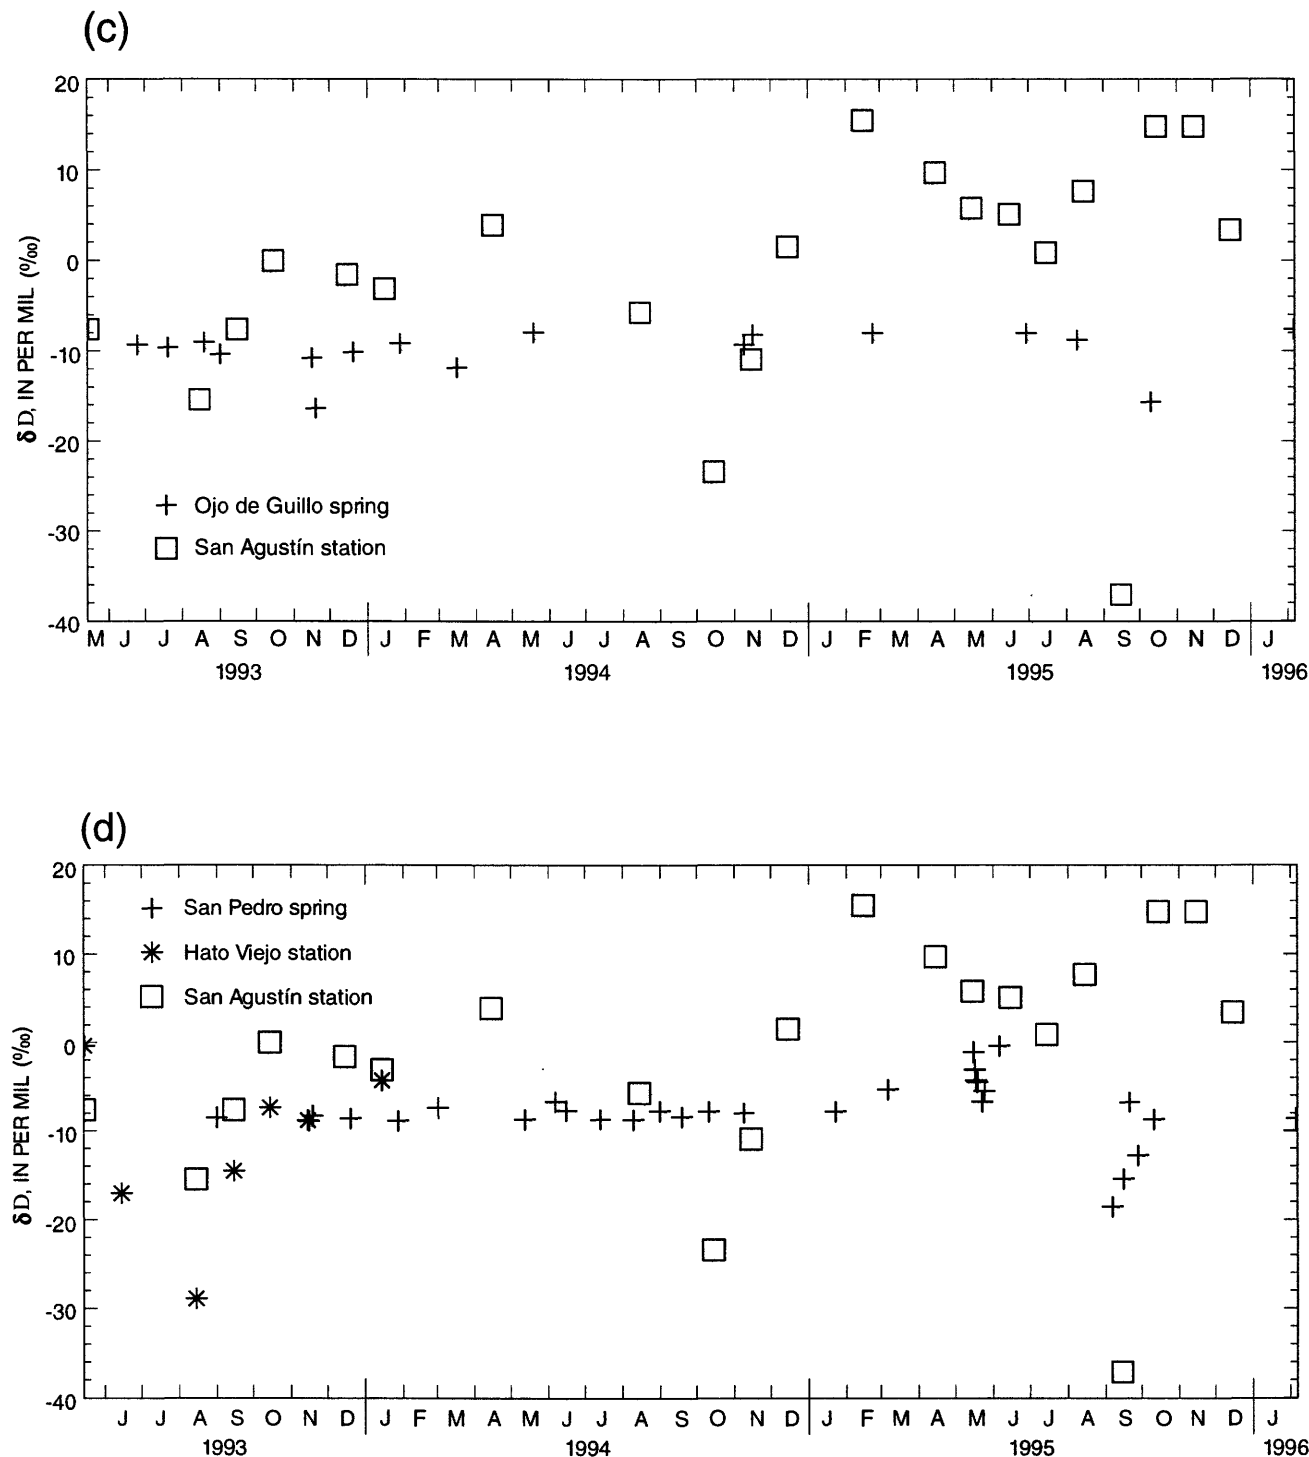 (c)
20
10
0
-10
-20
-30
-40
δD, IN PER MIL (‰)
Ojo de Guillo spring
San Agustín station
M J J A S O N D J F M A M J J A S O N D J F M A M J J A S O N D J
1993 1994 1995 1996
(d)
20
10
0
-10
-20
-30
-40
δD, IN PER MIL (‰)
San Pedro spring
Hato Viejo station
San Agustín station
J J A S O N D J F M A M J J A S O N D J F M A M J J A S O N D J
1993 1994 1995 1996